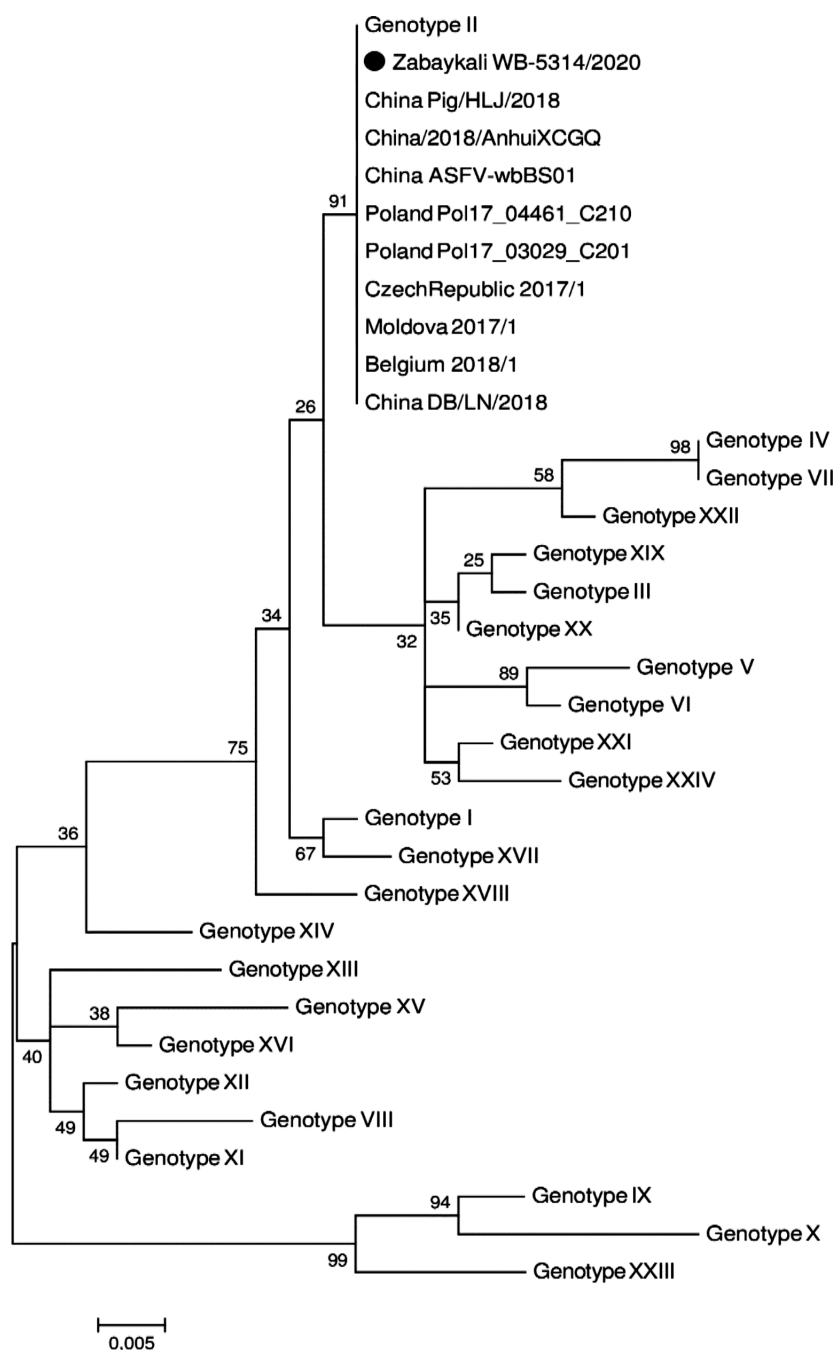 Genotype II
Zabaykali WB-5314/2020
China Pig/HLJ/2018
China/2018/AnhuiXCGQ
China ASFV-wbBS01
91
Poland Pol17_04461_C210
Poland Pol17_03029_C201
CzechRepublic 2017/1
Moldova 2017/1
Belgium 2018/1
China DB/LN/2018
26
Genotype IV
98
Genotype VII
58
Genotype XXII
Genotype XIX
25
Genotype III
35
Genotype XX
32
Genotype V
89
Genotype VI
34
Genotype XXI
53
Genotype XXIV
75
Genotype I
67
Genotype XVII
36
Genotype XVIII
Genotype XIV
Genotype XIII
Genotype XV
38
Genotype XVI
40
Genotype XII
49
Genotype VIII
49
Genotype XI
Genotype IX
94
Genotype X
99
Genotype XXIII
0.005